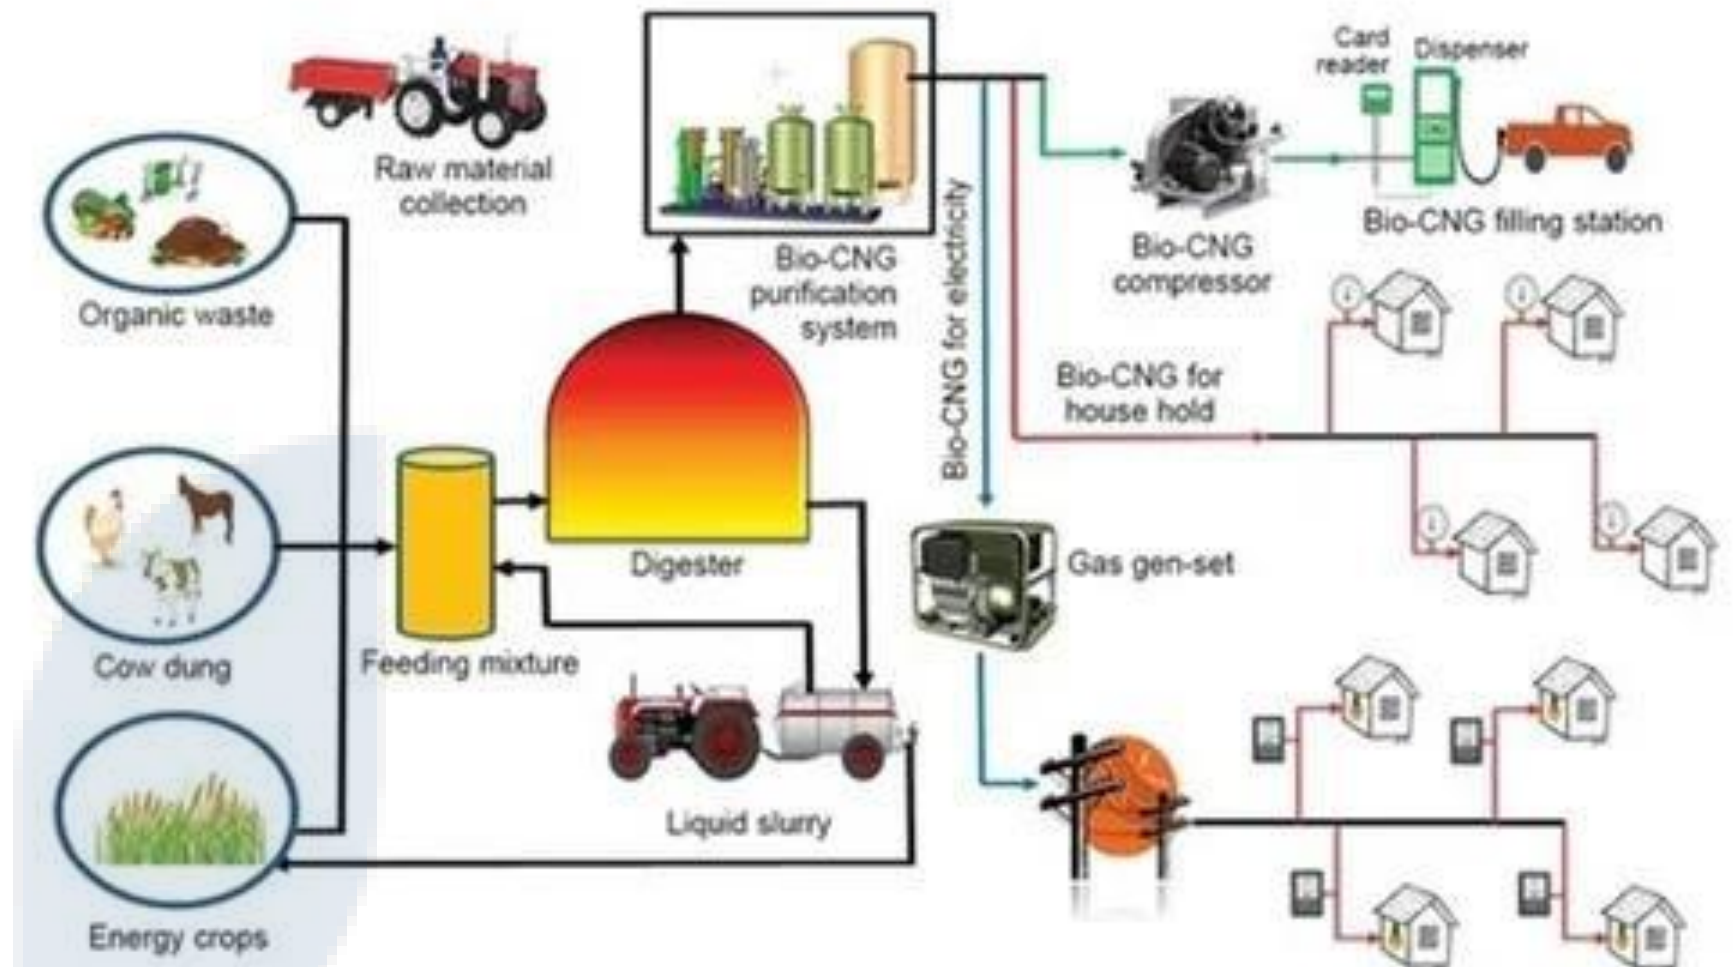 Card
reader
Dispenser
Raw material
collection
Bio-CNG filling station
Bio-CNG
compressor
Bio-CNG
purification
system
Organic waste
Bio-CNG for electricity
Bio-CNG for
house hold
Digester
Gas gen-set
Cow dung
Feeding mixture
Liquid slurry
Energy crops